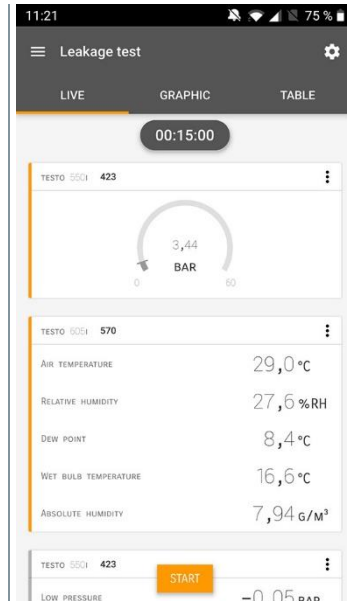 11:21 75 %
Leakage test
LIVE GRAPHIC TABLE
00:15:00
TESTO 550I 423
3,44
BAR
0 60
TESTO 605I 570
AIR TEMPERATURE 29,0 °C
RELATIVE HUMIDITY 27,6 %RH
DEW POINT 8,4 °C
WET BULB TEMPERATURE 16,6 °C
ABSOLUTE HUMIDITY 7,94 G/M³
TESTO 550I 423
START
LOW PRESSURE -0,05 BAR